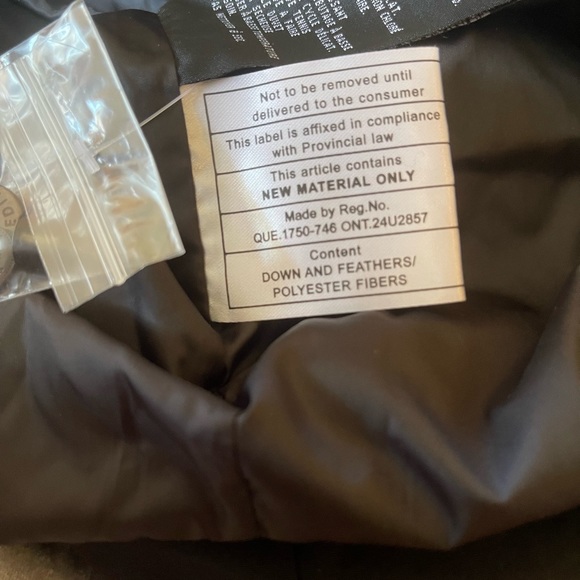 Not to be removed until
delivered to the consumer
This label is affixed in compliance
with Provincial law
This article contains
NEW MATERIAL ONLY
Made by Reg.No.
QUE.1750-746 ONT.24U2857
Content
DOWN AND FEATHERS/
POLYESTER FIBERS